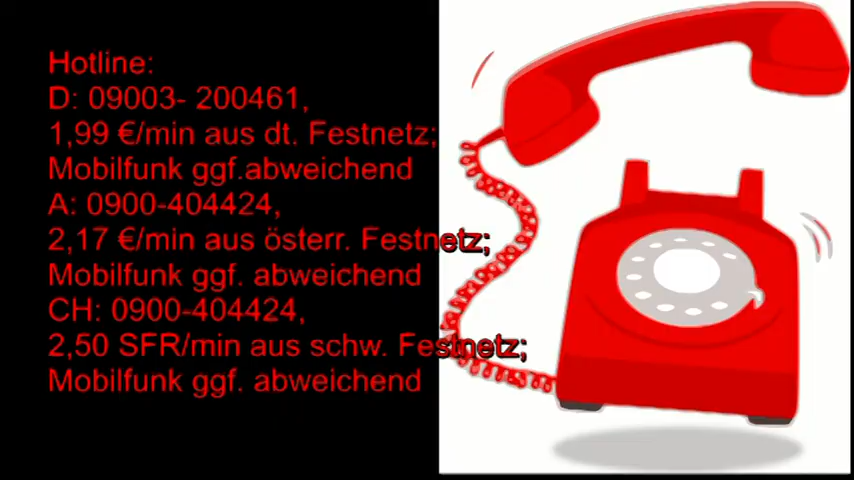 Hotline:
D: 09003- 200461,
1,99 €/min aus dt. Festnetz;
Mobilfunk ggf.abweichend
A: 0900-404424,
2,17 €/min aus österr. Festnetz;
Mobilfunk ggf. abweichend
CH: 0900-404424,
2,50 SFR/min aus schw. Festnetz;
Mobilfunk ggf. abweichend